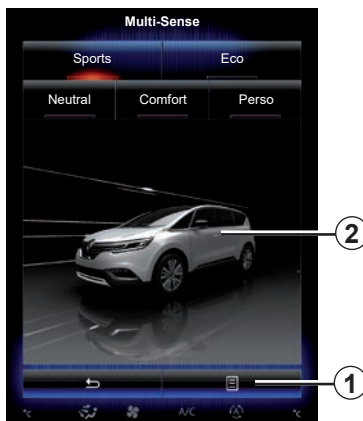 Multi-Sense
Sports Eco
Neutral Comfort Perso
2
1
°C A/C A °C